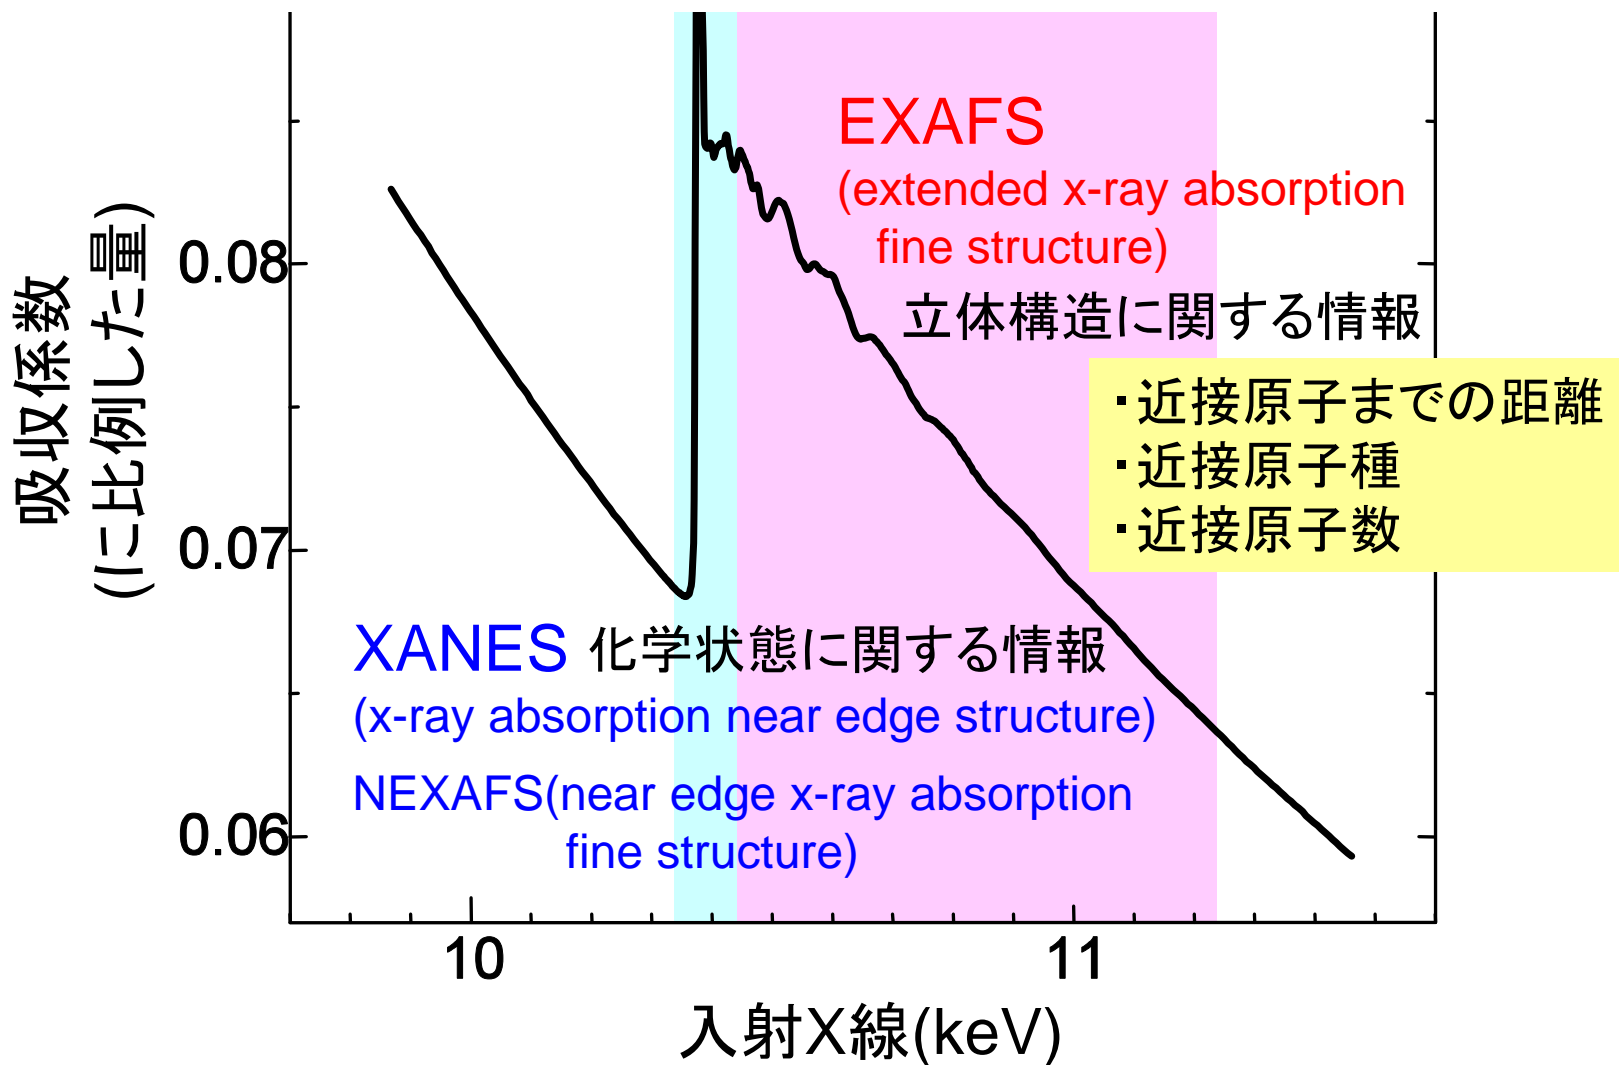 EXAFS
(extended x-ray absorption
fine structure)
立体構造に関する情報
・近接原子までの距離
・近接原子種
・近接原子数
吸収係数
(に比例した量)
0.08
0.07
0.06
XANES 化学状態に関する情報
(x-ray absorption near edge structure)
NEXAFS(near edge x-ray absorption
fine structure)
10
11
入射X線(keV)